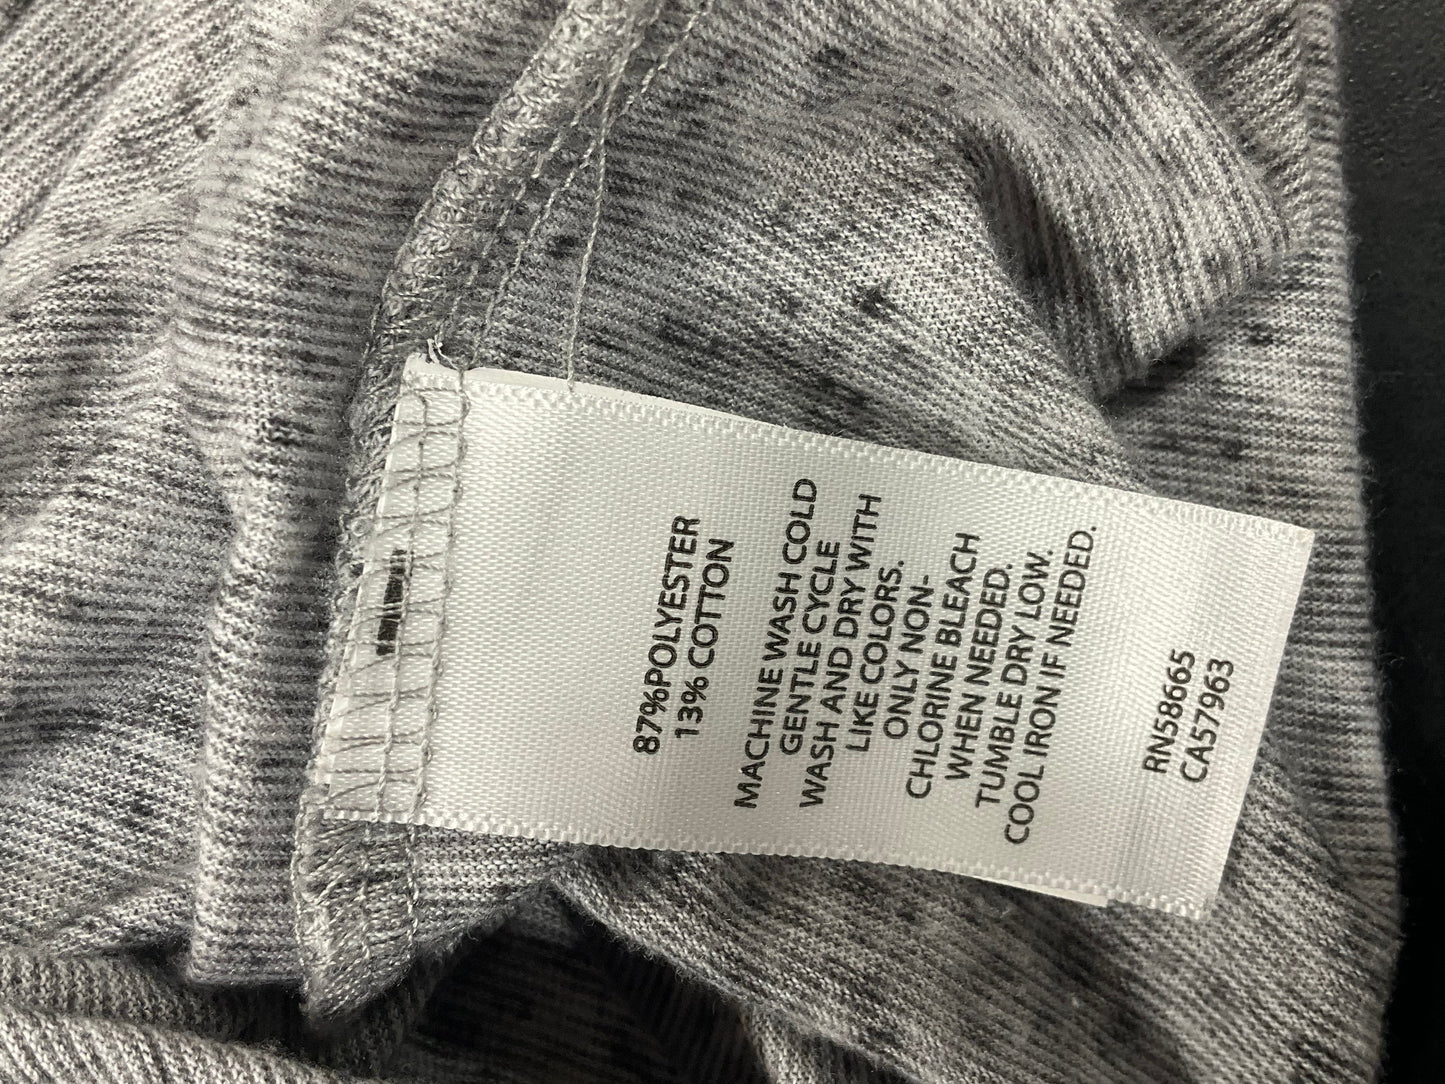 87%POLYESTER
13% COTTON
MACHINE WASH COLD
GENTLE CYCLE
WASH AND DRY WITH
LIKE COLORS.
ONLY NON-
CHLORINE BLEACH
WHEN NEEDED.
TUMBLE DRY LOW.
COOL IRON IF NEEDED.
RN58665
CA57963